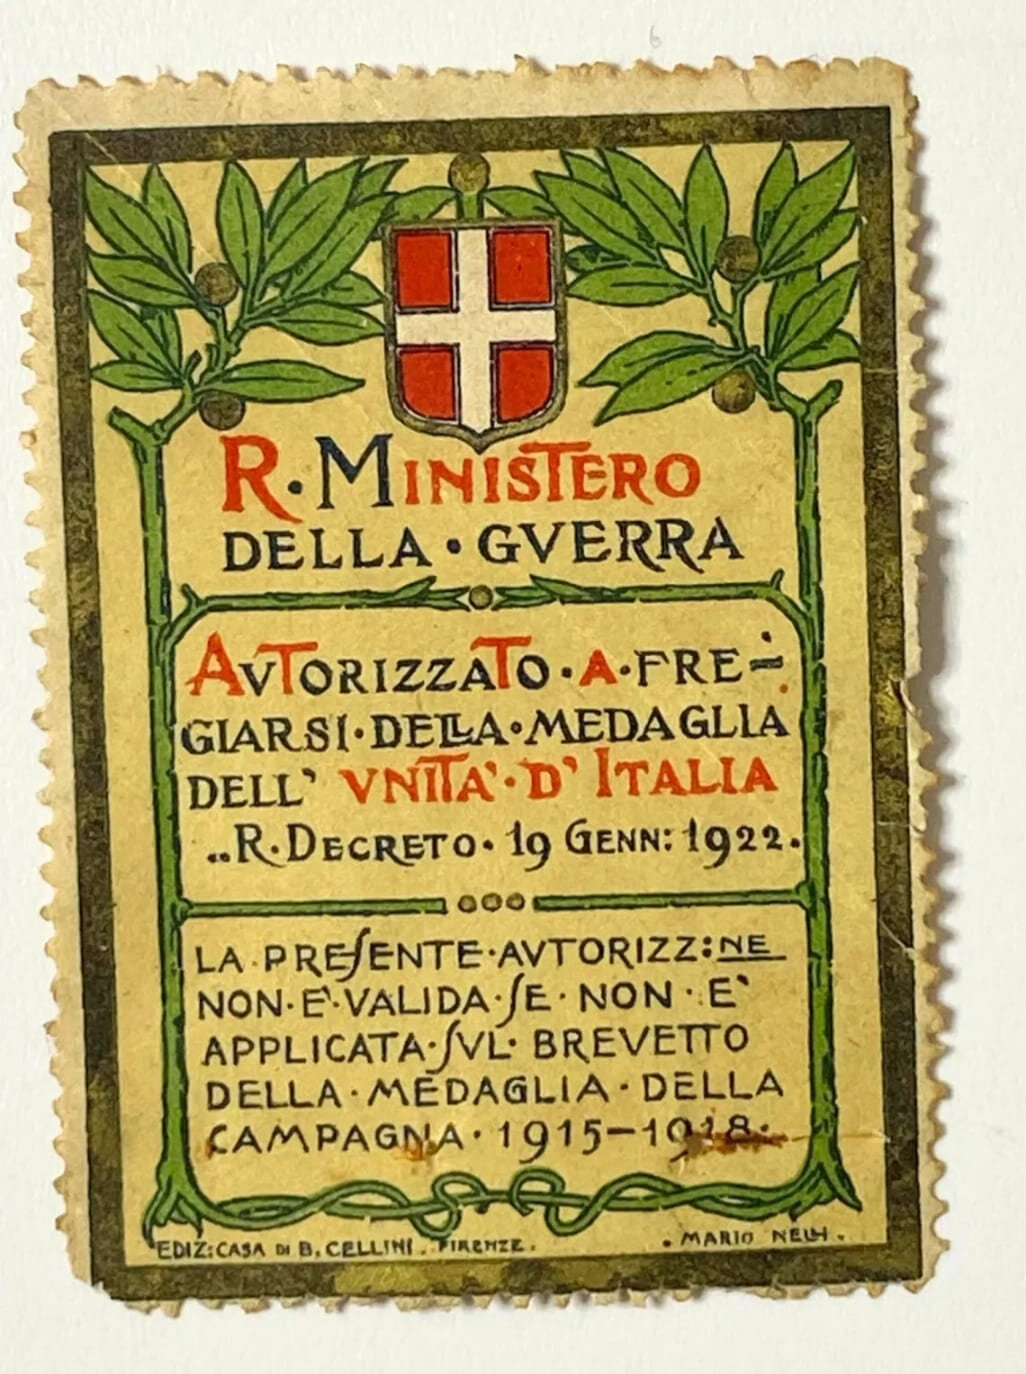 R·MINISTERO
DELLA·GVERRA
AVTORIZZATO·A·FRE=
GIARSI·DELLA·MEDAGLIA
DELL' VNITA'·D'ITALIA
..R·DECRETO· 19 GENN: 1922.
LA·PREſENTE·AVTORIZZ:NE
NON·E'·VALIDA·ſE·NON·E'
APPLICATA·ſVL·BREVETTO
DELLA·MEDAGLIA·DELLA
CAMPAGNA·1915-1918·
EDIZ:CASA DI B. CELLINI. FIRENZE.
. MARIO